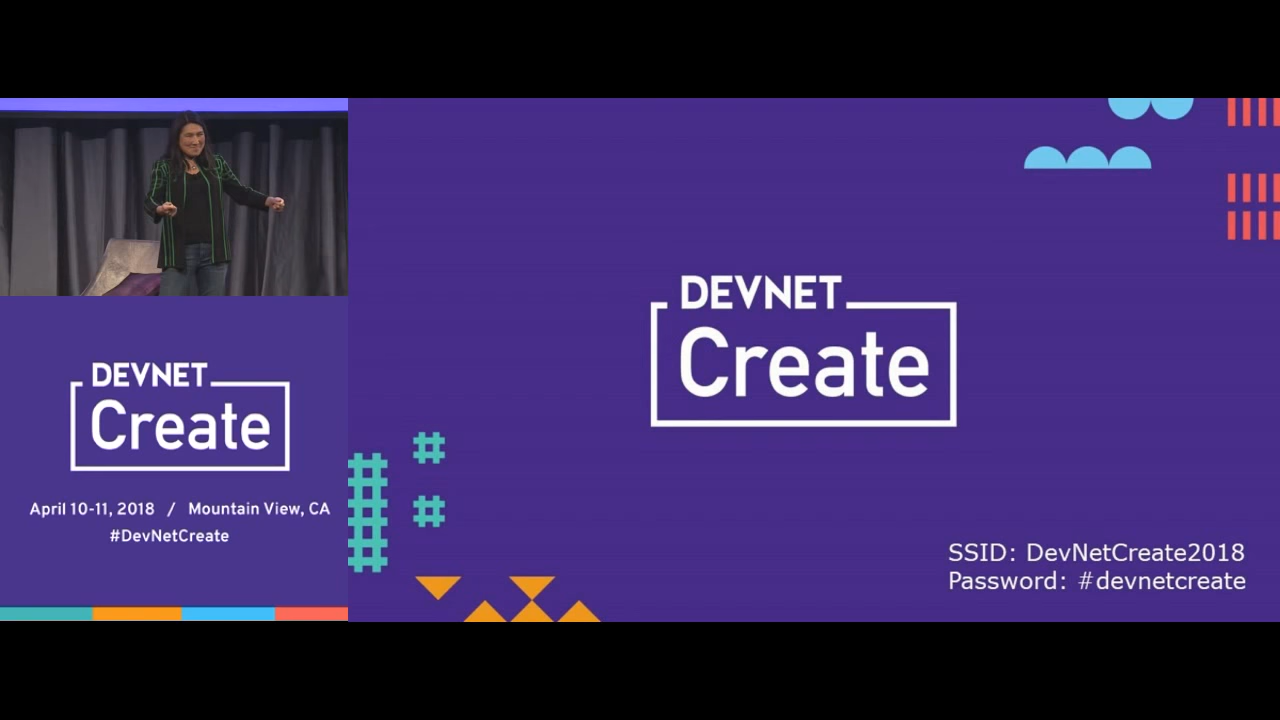 DEVNET
Create
April 10-11, 2018 / Mountain View, CA
#DevNetCreate
DEVNET
Create
SSID: DevNetCreate2018
Password: #devnetcreate